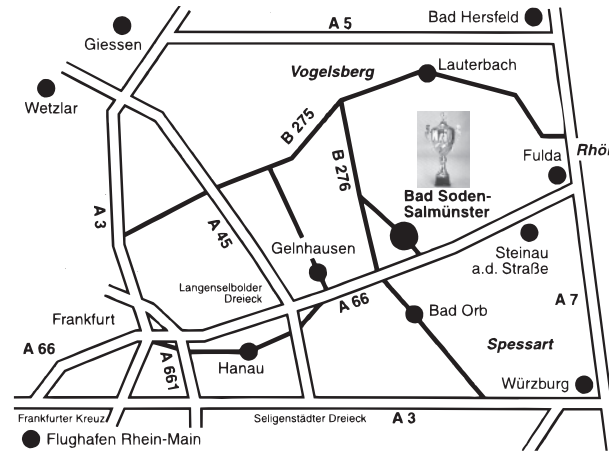 Bad Hersfeld
A 5
Giessen
Vogelsberg
Lauterbach
Wetzlar
B 275
B 276
Rhön
Fulda
Bad Soden-
Salmünster
A 3
A 45
Gelnhausen
Steinau
a.d. Straße
Langenselbolder
Dreieck
A 66
A 7
Frankfurt
Bad Orb
A 66
Spessart
A 661
Hanau
Würzburg
Frankfurter Kreuz
Seligenstädter Dreieck
A 3
Flughafen Rhein-Main